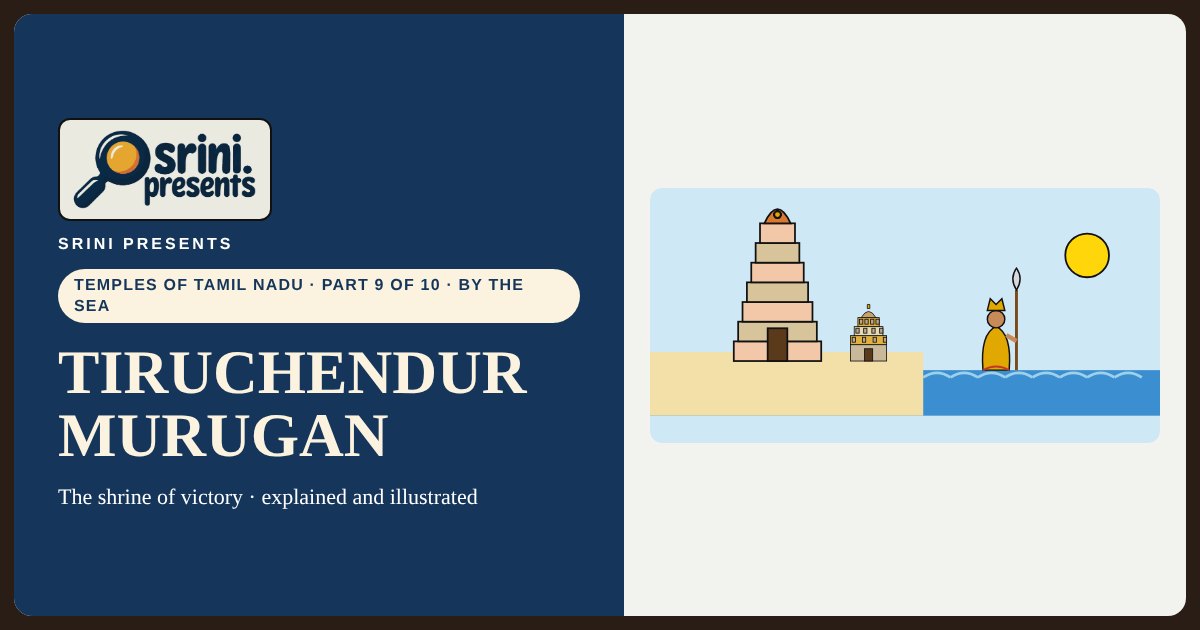 srini.
presents
SRINI PRESENTS
TEMPLES OF TAMIL NADU · PART 9 OF 10 · BY THE
SEA
TIRUCHENDUR
MURUGAN
The shrine of victory · explained and illustrated